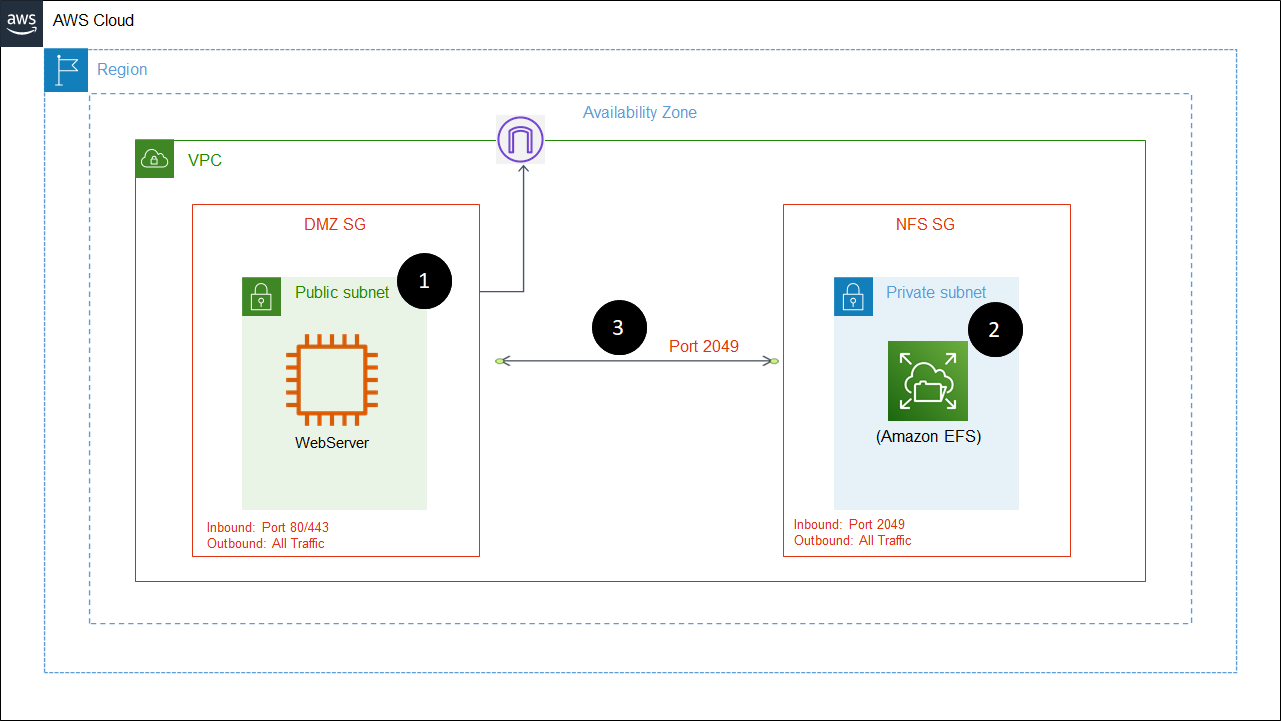 aws
AWS Cloud
Region
Availability Zone
VPC
DMZ SG
NFS SG
1
Public subnet
Private subnet
3
2
Port 2049
WebServer
(Amazon EFS)
Inbound: Port 80/443
Outbound: All Traffic
Inbound: Port 2049
Outbound: All Traffic